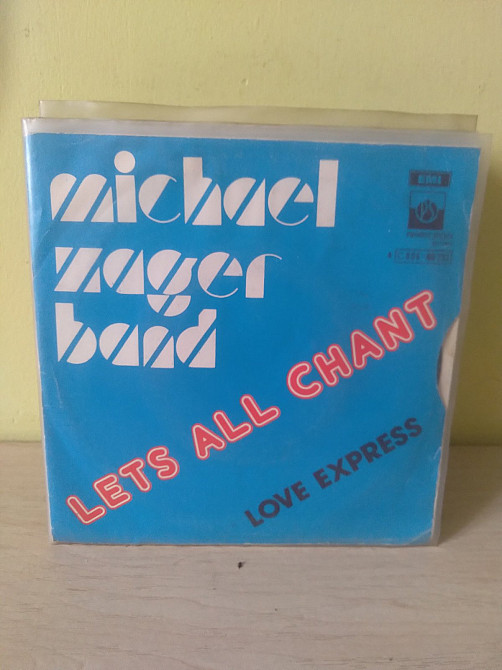 michael
zager
band
EMI
LETS ALL CHANT
LOVE EXPRESS